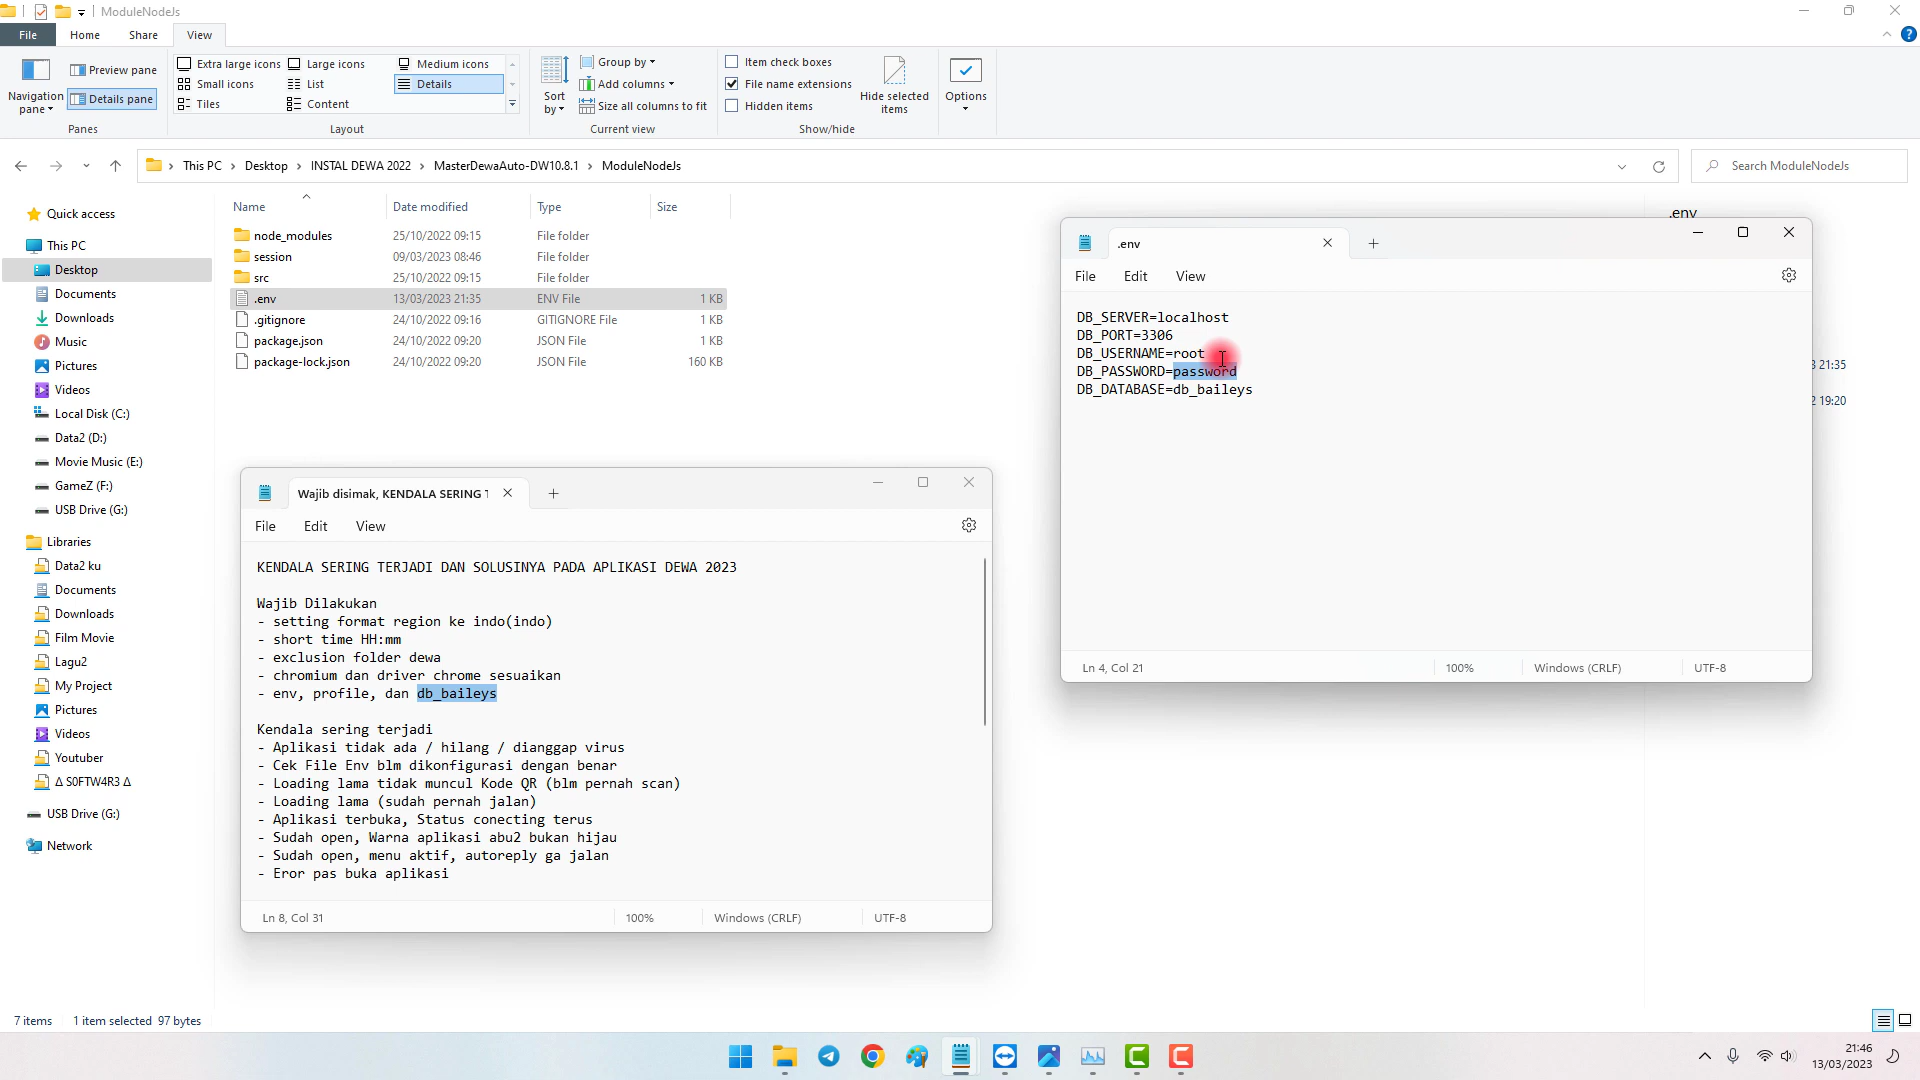 ModuleNodeJs
File Home Share View
Navigation pane
Preview pane
Details pane
Panes
Extra large icons Large icons Medium icons
Small icons List Details
Tiles Content
Layout
Sort by
Group by
Add columns
Size all columns to fit
Current view
Item check boxes
File name extensions
Hidden items
Hide selected items
Show/hide
Options
This PC > Desktop > INSTAL DEWA 2022 > MasterDewaAuto-DW10.8.1 > ModuleNodeJs
Search ModuleNodeJs
Quick access
This PC
Desktop
Documents
Downloads
Music
Pictures
Videos
Local Disk (C:)
Data2 (D:)
Movie Music (E:)
GameZ (F:)
USB Drive (G:)
Libraries
Data2 ku
Documents
Downloads
Film Movie
Lagu2
My Project
Pictures
Videos
Youtuber
Δ S0FTW4R3 Δ
USB Drive (G:)
Network
Name Date modified Type Size
node_modules 25/10/2022 09:15 File folder
session 09/03/2023 08:46 File folder
src 25/10/2022 09:15 File folder
.env 13/03/2023 21:35 ENV File 1 KB
.gitignore 24/10/2022 09:16 GITIGNORE File 1 KB
package.json 24/10/2022 09:20 JSON File 1 KB
package-lock.json 24/10/2022 09:20 JSON File 160 KB
.env
3 21:35
2 19:20
.env
File Edit View
DB_SERVER=localhost
DB_PORT=3306
DB_USERNAME=root
DB_PASSWORD=password
DB_DATABASE=db_baileys
Ln 4, Col 21 100% Windows (CRLF) UTF-8
Wajib disimak, KENDALA SERING
File Edit View
KENDALA SERING TERJADI DAN SOLUSINYA PADA APLIKASI DEWA 2023
Wajib Dilakukan
- setting format region ke indo(indo)
- short time HH:mm
- exclusion folder dewa
- chromium dan driver chrome sesuaikan
- env, profile, dan db_baileys
Kendala sering terjadi
- Aplikasi tidak ada / hilang / dianggap virus
- Cek File Env blm dikonfigurasi dengan benar
- Loading lama tidak muncul Kode QR (blm pernah scan)
- Loading lama (sudah pernah jalan)
- Aplikasi terbuka, Status conecting terus
- Sudah open, Warna aplikasi abu2 bukan hijau
- Sudah open, menu aktif, autoreply ga jalan
- Eror pas buka aplikasi
Ln 8, Col 31 100% Windows (CRLF) UTF-8
7 items 1 item selected 97 bytes
21:46
13/03/2023